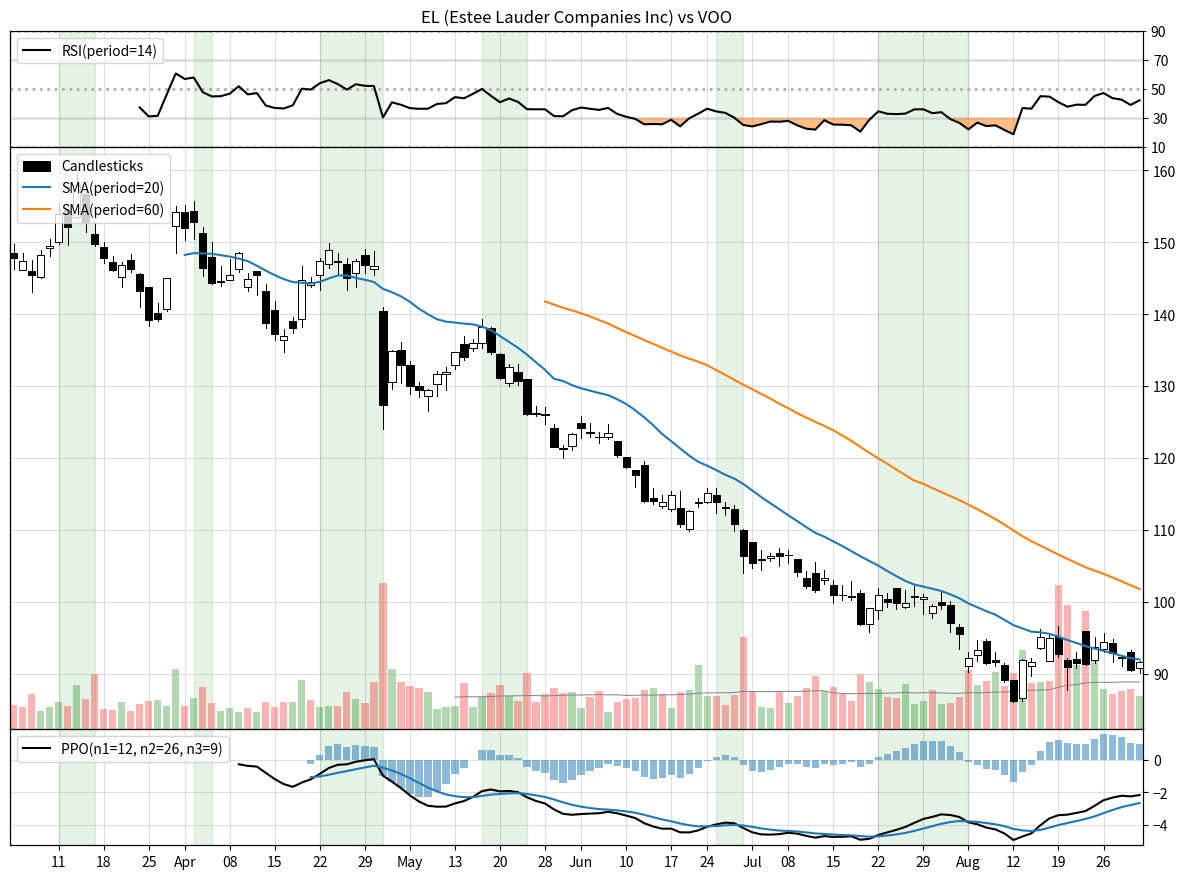 EL (Estee Lauder Companies Inc) vs VOO
RSI(period=14)
90
70
50
30
10
Candlesticks
SMA(period=20)
SMA(period=60)
160
150
140
130
120
110
100
90
PPO(n1=12, n2=26, n3=9)
0
−2
−4
11 18 25 Apr 08 15 22 29 May 13 20 28 Jun 10 17 24 Jul 08 15 22 29 Aug 12 19 26